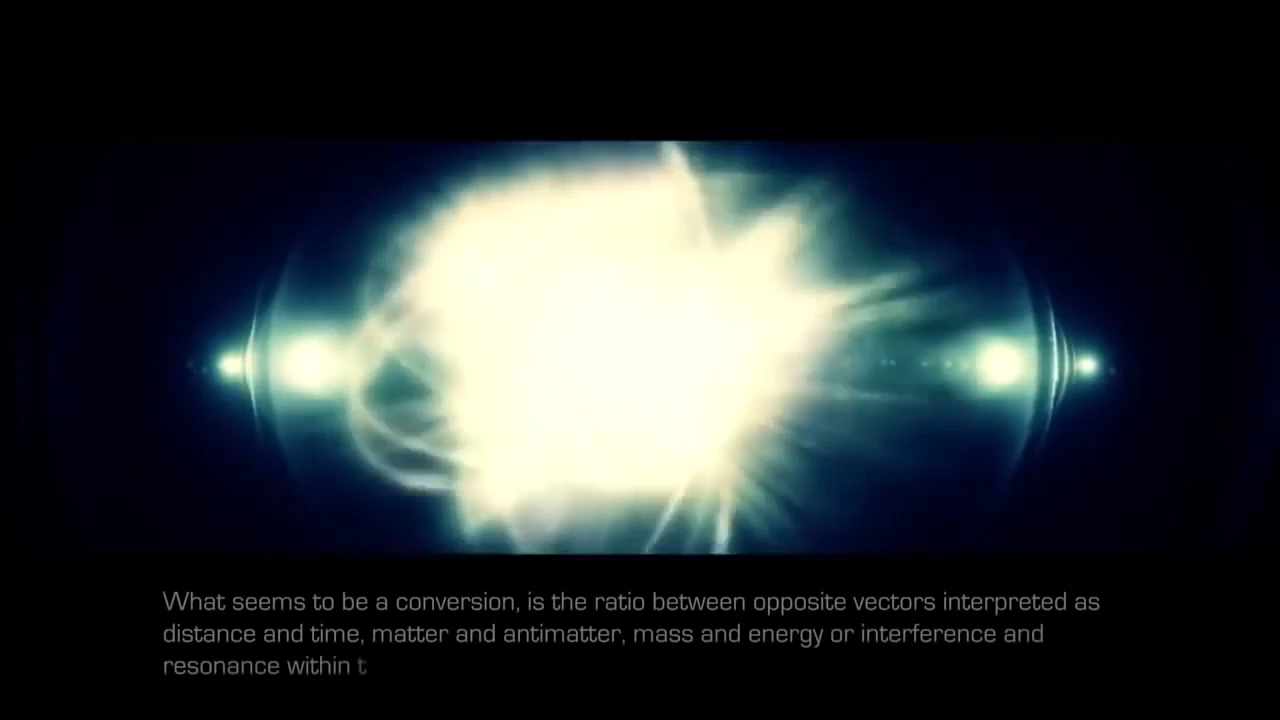 What seems to be a conversion, is the ratio between opposite vectors interpreted as
distance and time, matter and antimatter, mass and energy or interference and
resonance within t